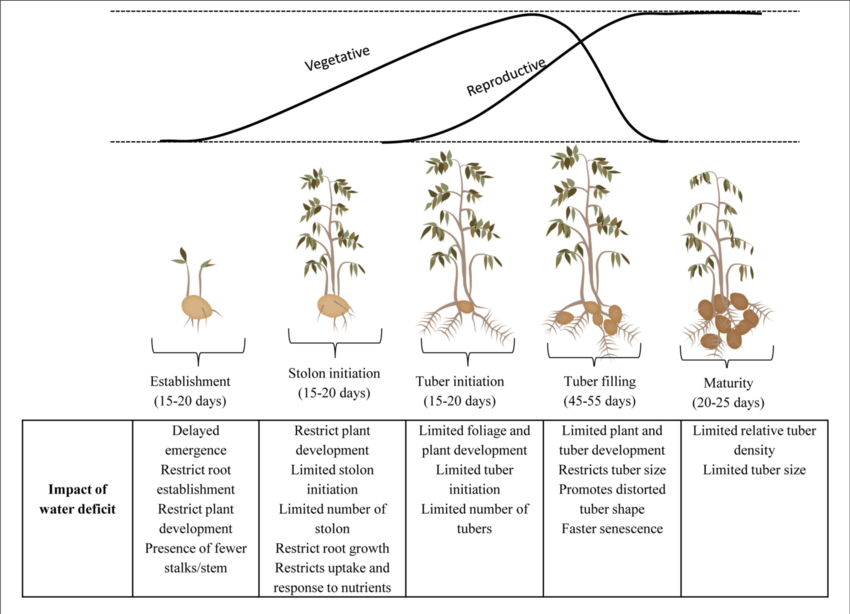 Vegetative
Reproductive
Establishment
(15-20 days)
Stolon initiation
(15-20 days)
Tuber initiation
(15-20 days)
Tuber filling
(45-55 days)
Maturity
(20-25 days)
Impact of
water deficit
Delayed
emergence
Restrict root
establishment
Restrict plant
development
Presence of fewer
stalks/stem
Restrict plant
development
Limited stolon
initiation
Limited number of
stolon
Restrict root growth
Restricts uptake and
response to nutrients
Limited foliage and
plant development
Limited tuber
initiation
Limited number of
tubers
Limited plant and
tuber development
Restricts tuber size
Promotes distorted
tuber shape
Faster senescence
Limited relative tuber
density
Limited tuber size